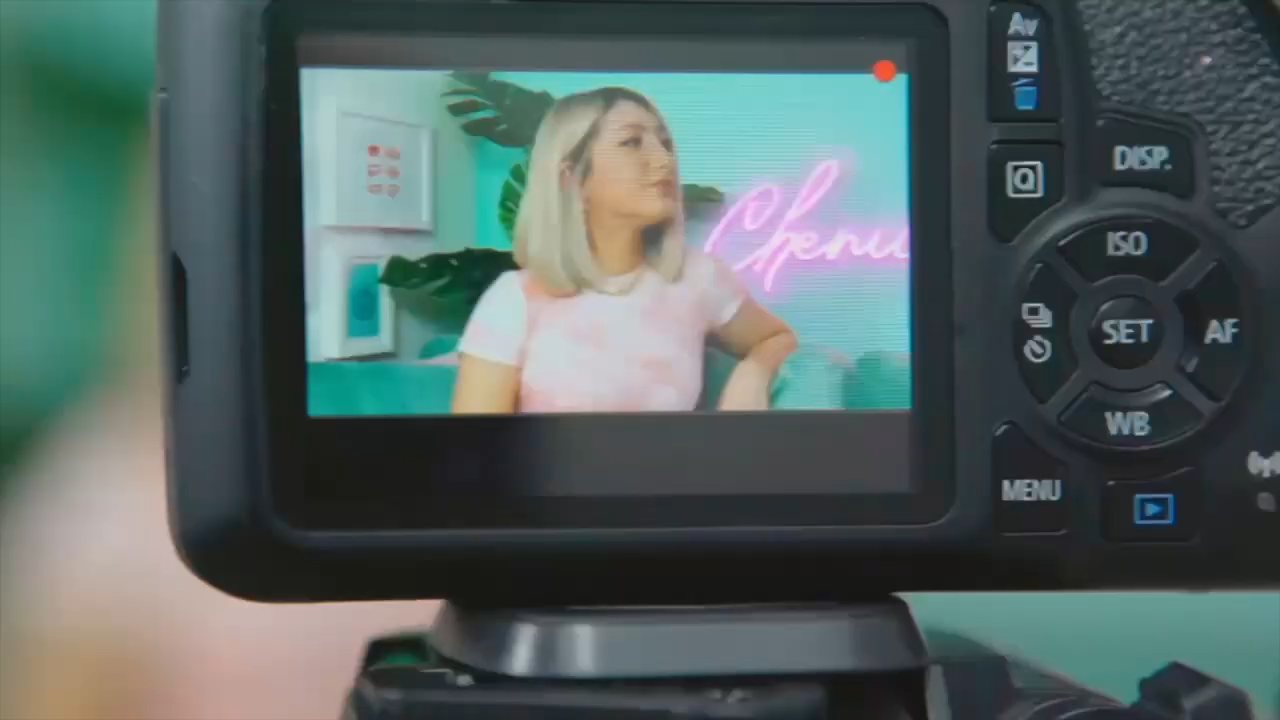 Chenu
Av
Q
DISP.
ISO
SET
AF
WB
MENU